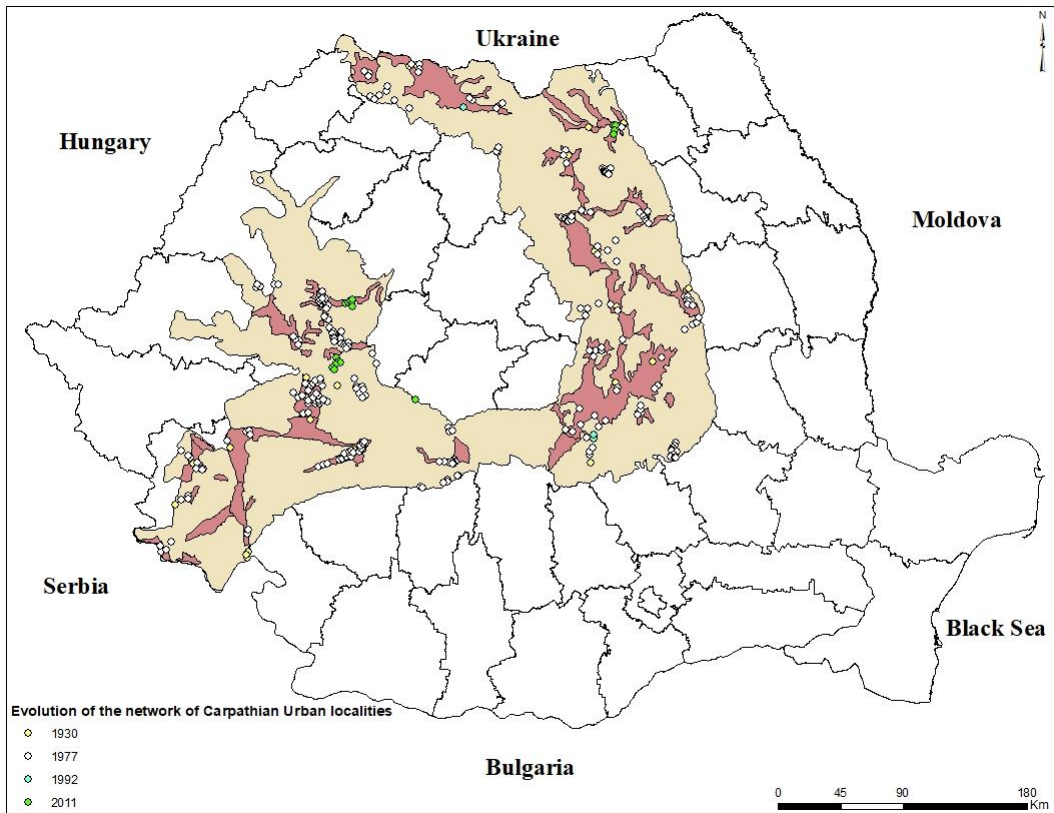 N
Ukraine
Hungary
Moldova
Serbia
Black Sea
Evolution of the network of Carpathian Urban localities
1930
1977
1992
2011
Bulgaria
0 45 90 180
Km